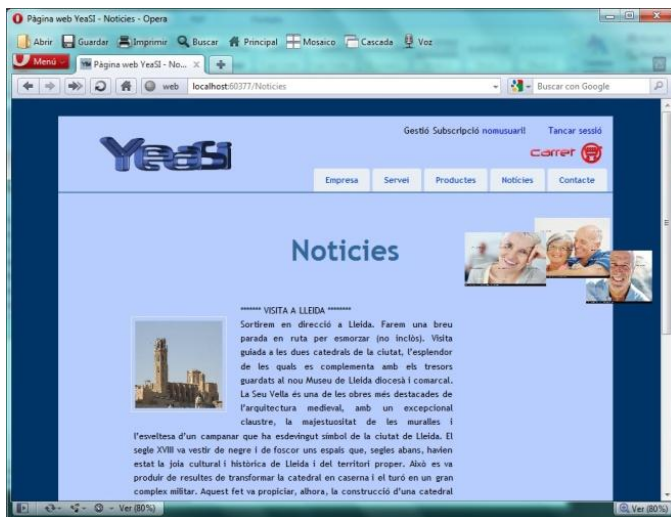 Pàgina web YeaSI - Noticies - Opera
Abrir Guardar Imprimir Buscar Principal Mosaico Cascada Voz
Menú Pàgina web YeaSI - No...
web localhost:60377/Noticies Buscar con Google
Gestió Subscripció nomusuari! Tancar sessió
YeaSI
carret
Empresa Servei Productes Notícies Contacte
Noticies
******* VISITA A LLEIDA ********
Sortirem en direcció a Lleida. Farem una breu
parada en ruta per esmorzar (no inclòs). Visita
guiada a les dues catedrals de la ciutat, l'esplendor
de les quals es complementa amb els tresors
guardats al nou Museu de Lleida diocesà i comarcal.
La Seu Vella és una de les obres més destacades de
l'arquitectura medieval, amb un excepcional
claustre, la majestuositat de les muralles i
l'esveltesa d'un campanar que ha esdevingut símbol de la ciutat de Lleida. El
segle XVIII va vestir de negre i de foscor uns espais que, segles abans, havien
estat la joia cultural i històrica de Lleida i del territori proper. Això es va
produir de resultes de transformar la catedral en caserna i el turó en un gran
complex militar. Aquest fet va propiciar, alhora, la construcció d'una catedral
Ver (80%) Ver (80%)